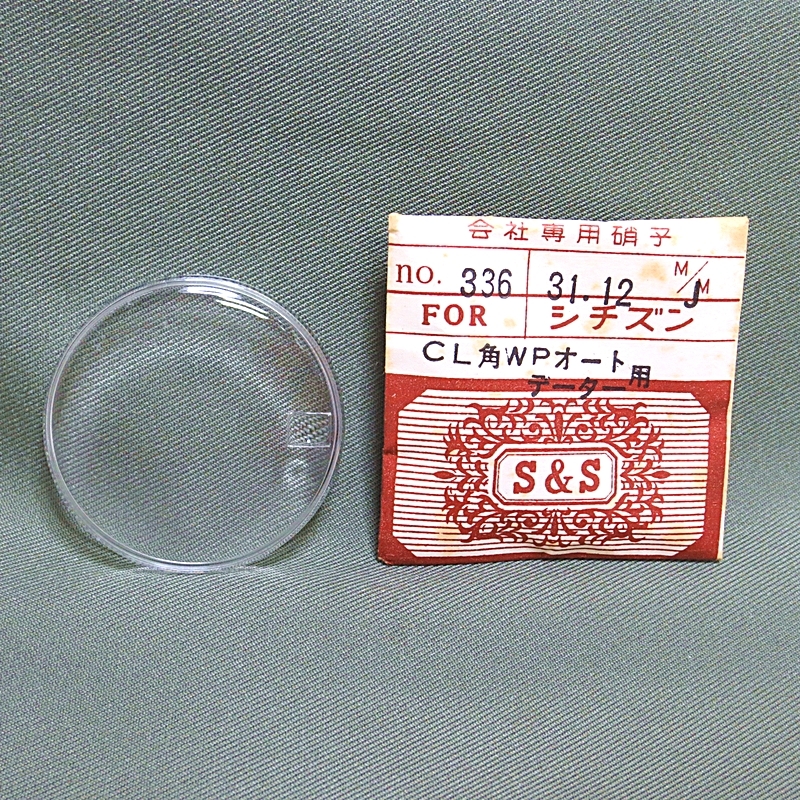 会社専用硝子
no. 336 31.12 M/M J
FOR シチズン
CL角WPオート
データー用
S&S